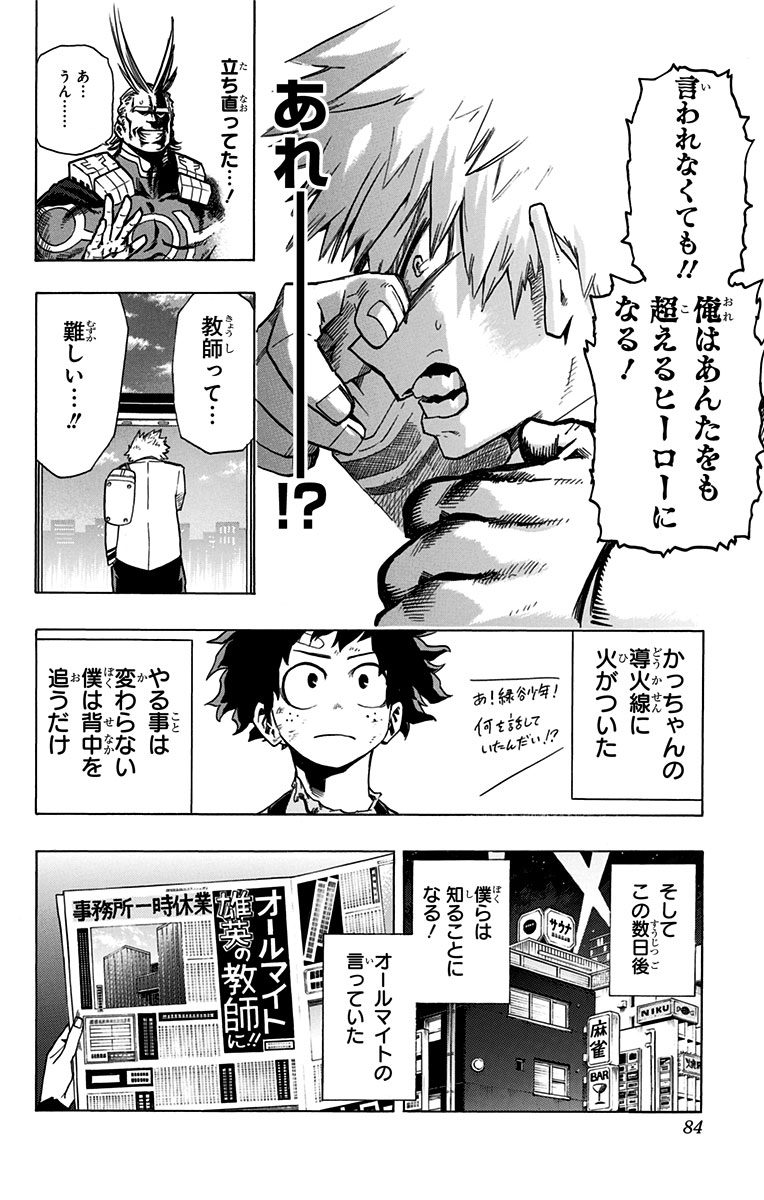 言われなくても!!
俺はあんたをも
超えるヒーローに
なる!
あれ——!?
立ち直ってた…!
あ…
うん……
教師って…
難しい…!!
かっちゃんの
導火線に
火がついた
あ!緑谷少年!
何を話して
いたんだい!?
やる事は
変わらない
僕は背中を
追うだけ
そして
この数日後
僕らは
知ることに
なる!
オールマイトの
言っていた
サウナ
NIKU
麻雀
BAR
事務所一時休業
オールマイト
雄英の教師に!!
84